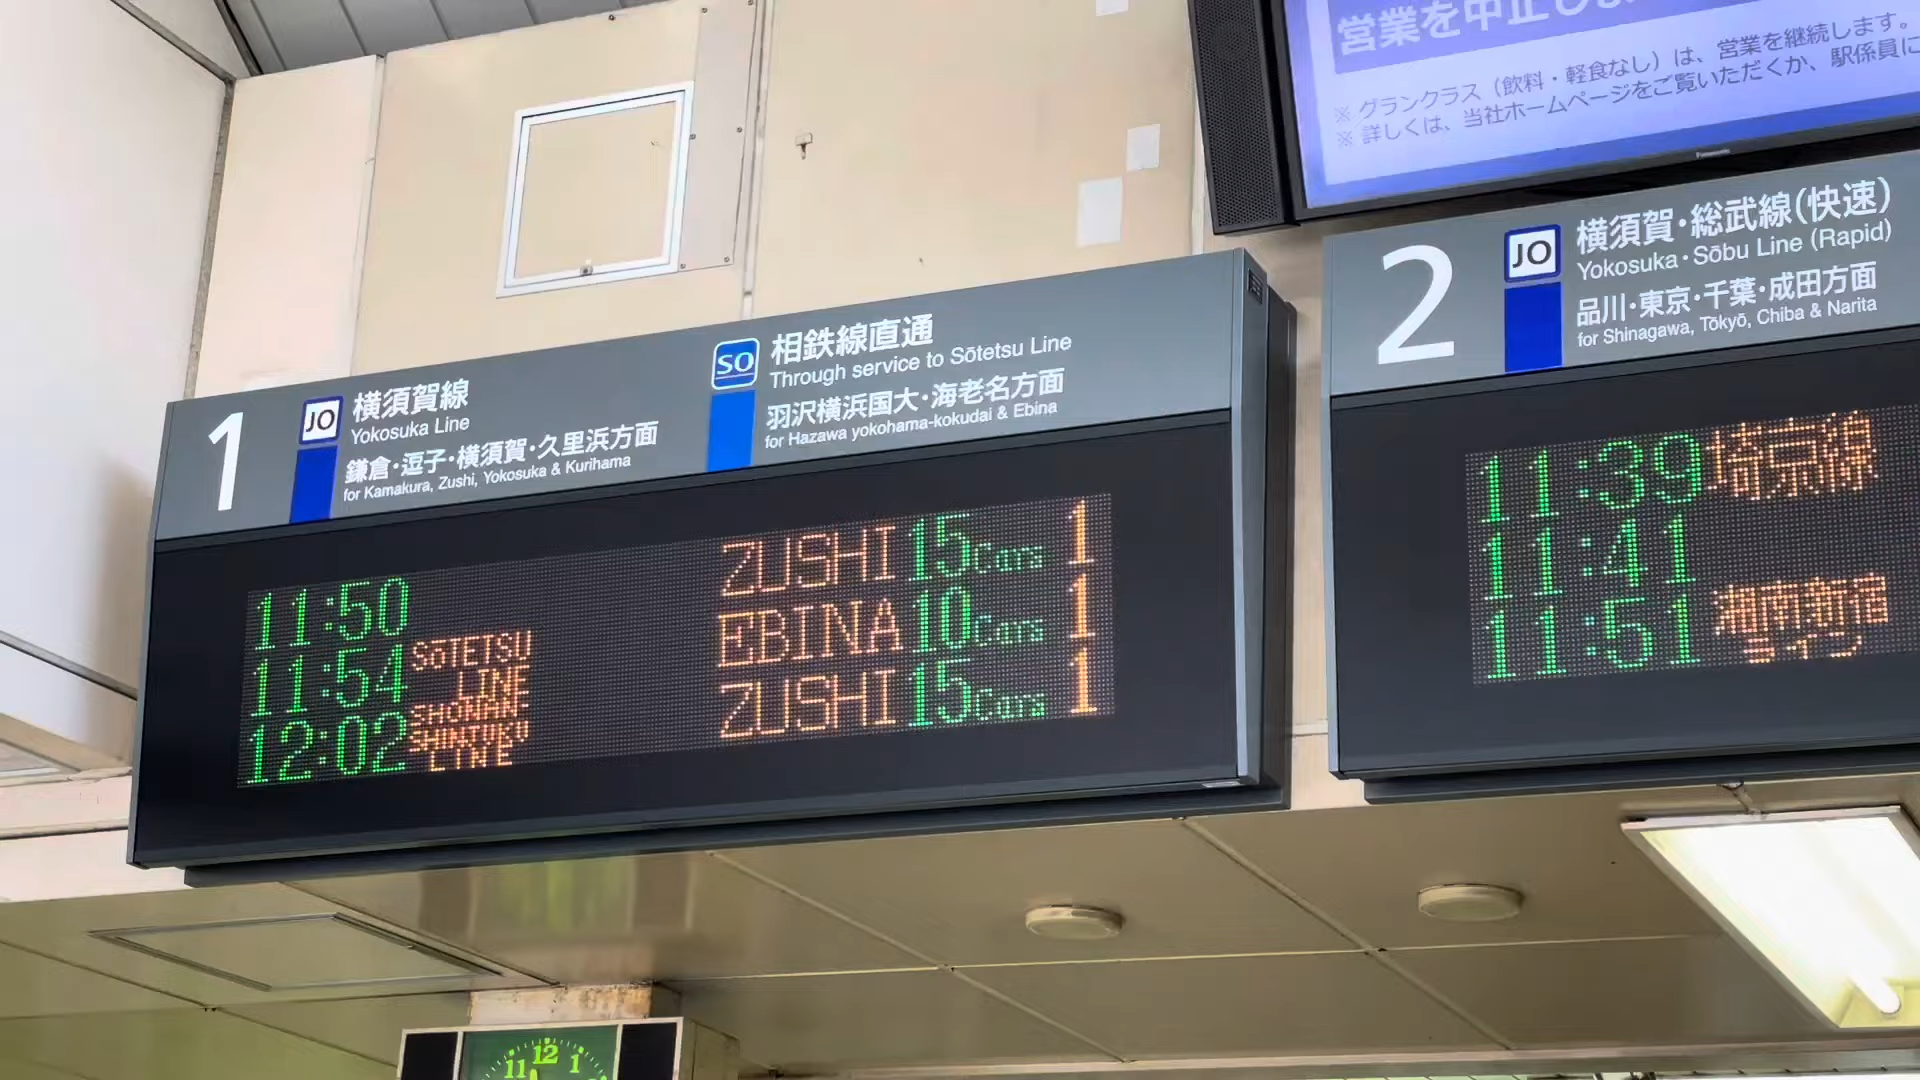 営業を中止しま
※ グランクラス（飲料・軽食なし）は、営業を継続します。
※ 詳しくは、当社ホームページをご覧いただくか、駅係員に
Panasonic
1
JO
横須賀線
Yokosuka Line
鎌倉・逗子・横須賀・久里浜方面
for Kamakura, Zushi, Yokosuka & Kurihama
SO
相鉄線直通
Through service to Sōtetsu Line
羽沢横浜国大・海老名方面
for Hazawa yokohama-kokudai & Ebina
11:50 ZUSHI 15Cars 1
11:54 SōTETSU LINE EBINA 10Cars 1
12:02 SHONAN-SHINJUKU LINE ZUSHI 15Cars 1
2
JO
横須賀・総武線(快速)
Yokosuka・Sōbu Line (Rapid)
品川・東京・千葉・成田方面
for Shinagawa, Tōkyō, Chiba & Narita
11:39 埼京線
11:41
11:51 湘南新宿ライン
11 12 1